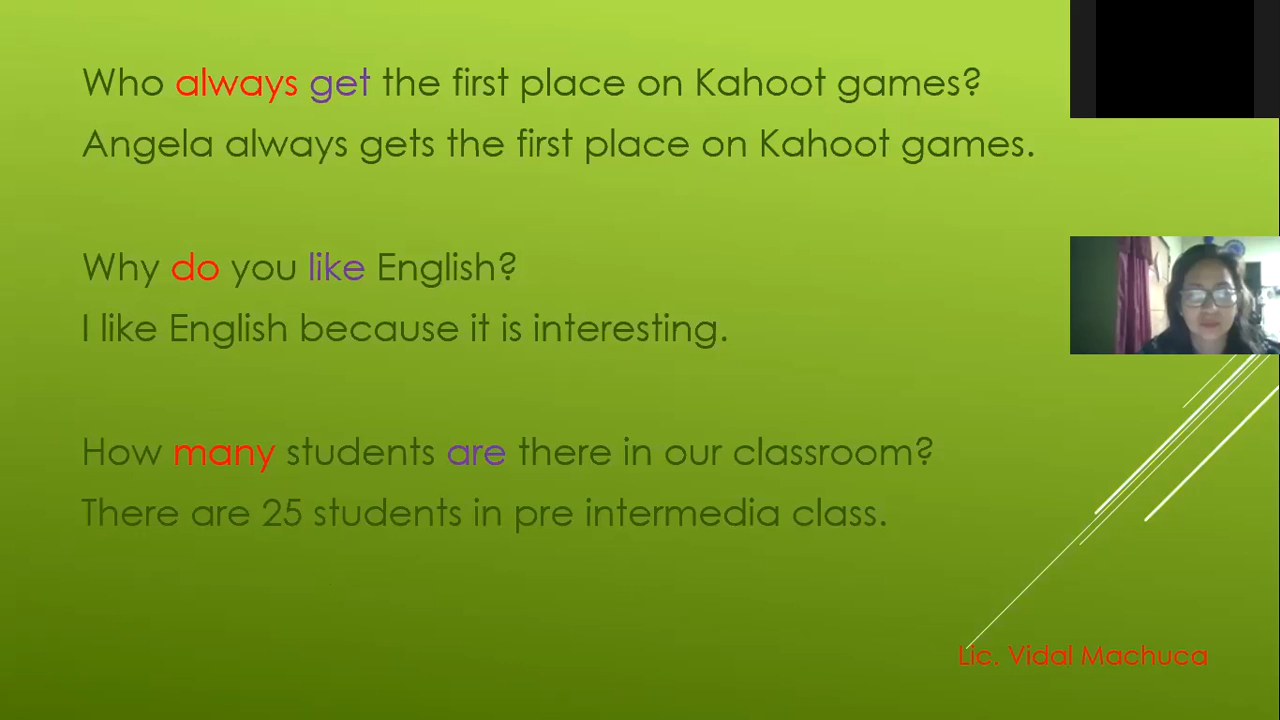 Who always get the first place on Kahoot games?
Angela always gets the first place on Kahoot games.
Why do you like English?
I like English because it is interesting.
How many students are there in our classroom?
There are 25 students in pre intermedia class.
Lic. Vidal Machuca